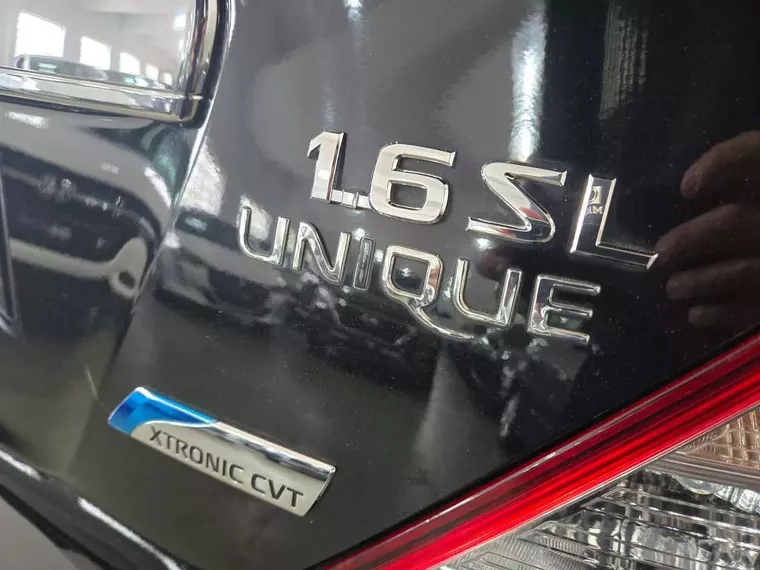 1.6 SL
UNIQUE
XTRONIC CVT